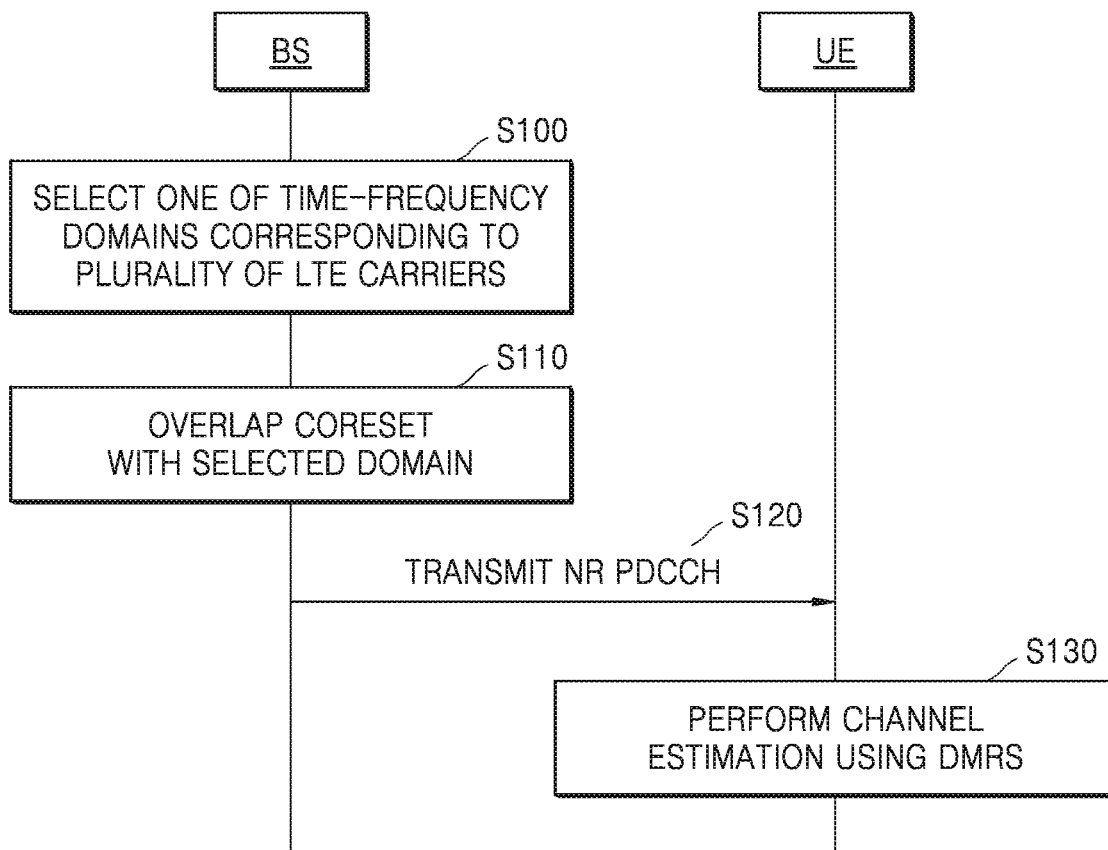 BS
UE
S100
SELECT ONE OF TIME-FREQUENCY
DOMAINS CORRESPONDING TO
PLURALITY OF LTE CARRIERS
S110
OVERLAP CORESET
WITH SELECTED DOMAIN
S120
TRANSMIT NR PDCCH
S130
PERFORM CHANNEL
ESTIMATION USING DMRS